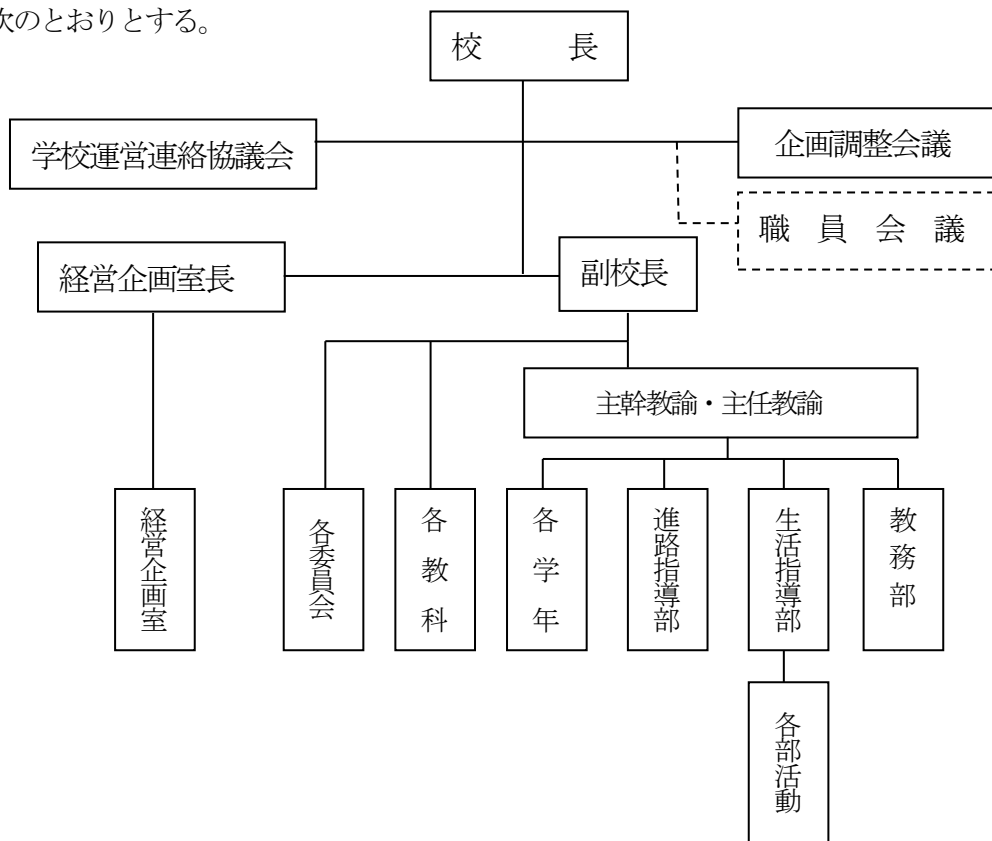 次のとおりとする。
校 長
学校運営連絡協議会
企画調整会議
職 員 会 議
経営企画室長
副校長
主幹教諭・主任教諭
経営企画室
各委員会
各教科
各学年
進路指導部
生活指導部
教務部
各部活動